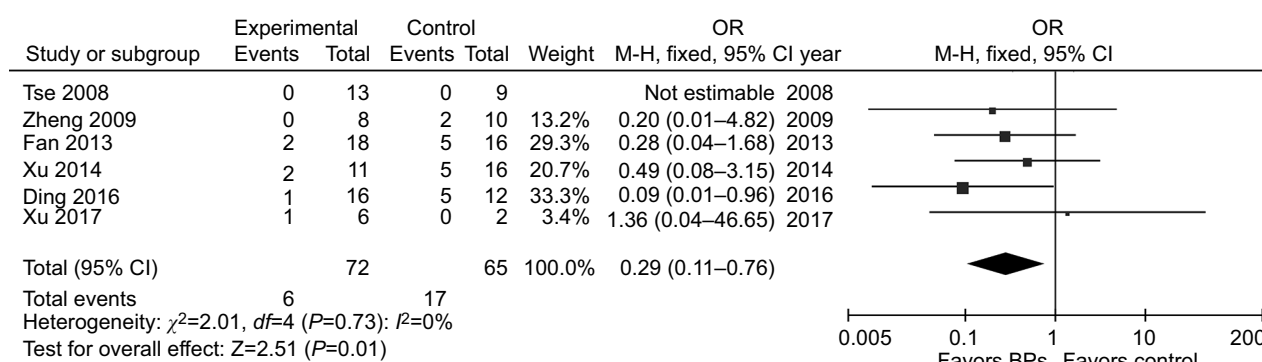 Experimental Control OR OR
Study or subgroup Events Total Events Total Weight M-H, fixed, 95% CI year M-H, fixed, 95% CI
Tse 2008 0 13 0 9 Not estimable 2008
Zheng 2009 0 8 2 10 13.2% 0.20 (0.01–4.82) 2009
Fan 2013 2 18 5 16 29.3% 0.28 (0.04–1.68) 2013
Xu 2014 2 11 5 16 20.7% 0.49 (0.08–3.15) 2014
Ding 2016 1 16 5 12 33.3% 0.09 (0.01–0.96) 2016
Xu 2017 1 6 0 2 3.4% 1.36 (0.04–46.65) 2017
Total (95% CI) 72 65 100.0% 0.29 (0.11–0.76)
Total events 6 17
Heterogeneity: χ²=2.01, df=4 (P=0.73): I²=0%
Test for overall effect: Z=2.51 (P=0.01)
0.005 0.1 1 10 200
Favors BPs Favors control